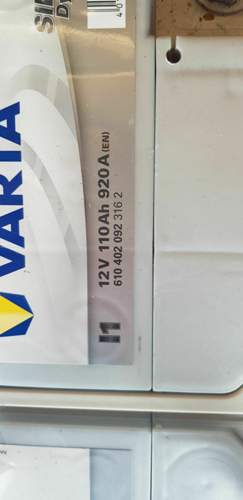 VARTA
12V 110Ah 920A (EN)
610 402 092 316 2
I1